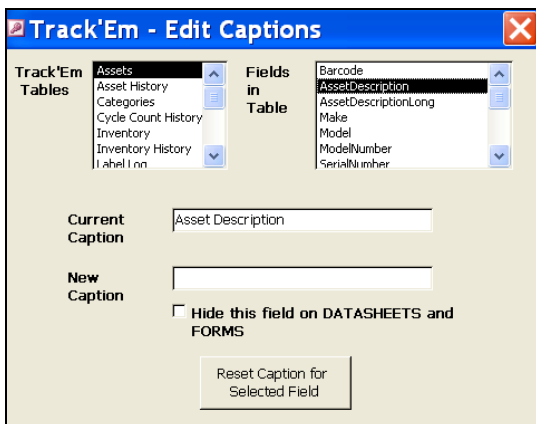 Track'Em - Edit Captions
Track'Em
Tables
Assets
Asset History
Categories
Cycle Count History
Inventory
Inventory History
Label Log
Fields
in
Table
Barcode
AssetDescription
AssetDescriptionLong
Make
Model
ModelNumber
SerialNumber
Current
Caption
Asset Description
New
Caption
Hide this field on DATASHEETS and
FORMS
Reset Caption for
Selected Field